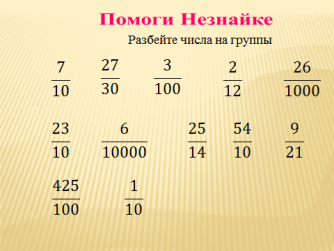 Помоги Незнайке
Разбейте числа на группы
7/10 27/30 3/100 2/12 26/1000
23/10 6/10000 25/14 54/10 9/21
425/100 1/10